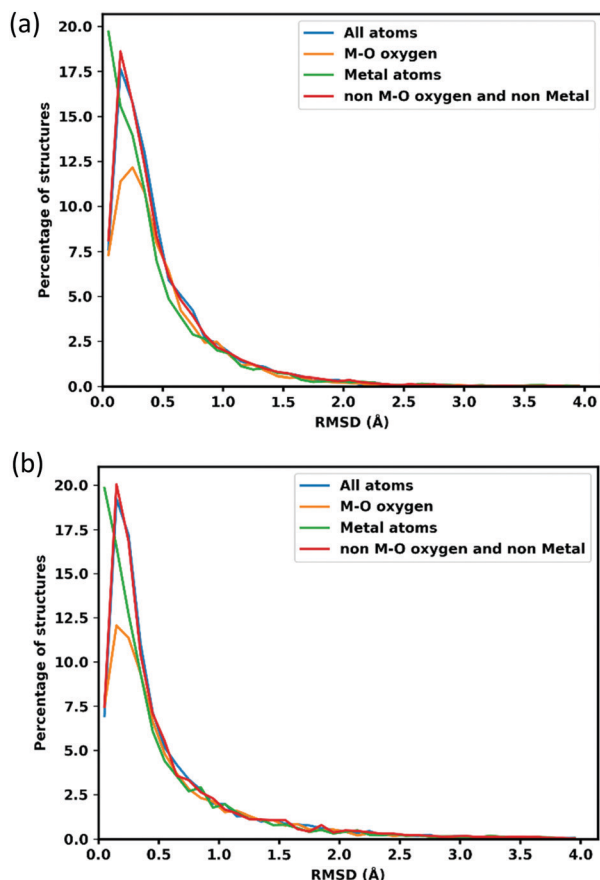 (a)
Percentage of structures
20.0
17.5
15.0
12.5
10.0
7.5
5.0
2.5
0.0
All atoms
M-O oxygen
Metal atoms
non M-O oxygen and non Metal
0.0 0.5 1.0 1.5 2.0 2.5 3.0 3.5 4.0
RMSD (Å)
(b)
Percentage of structures
20.0
17.5
15.0
12.5
10.0
7.5
5.0
2.5
0.0
All atoms
M-O oxygen
Metal atoms
non M-O oxygen and non Metal
0.0 0.5 1.0 1.5 2.0 2.5 3.0 3.5 4.0
RMSD (Å)